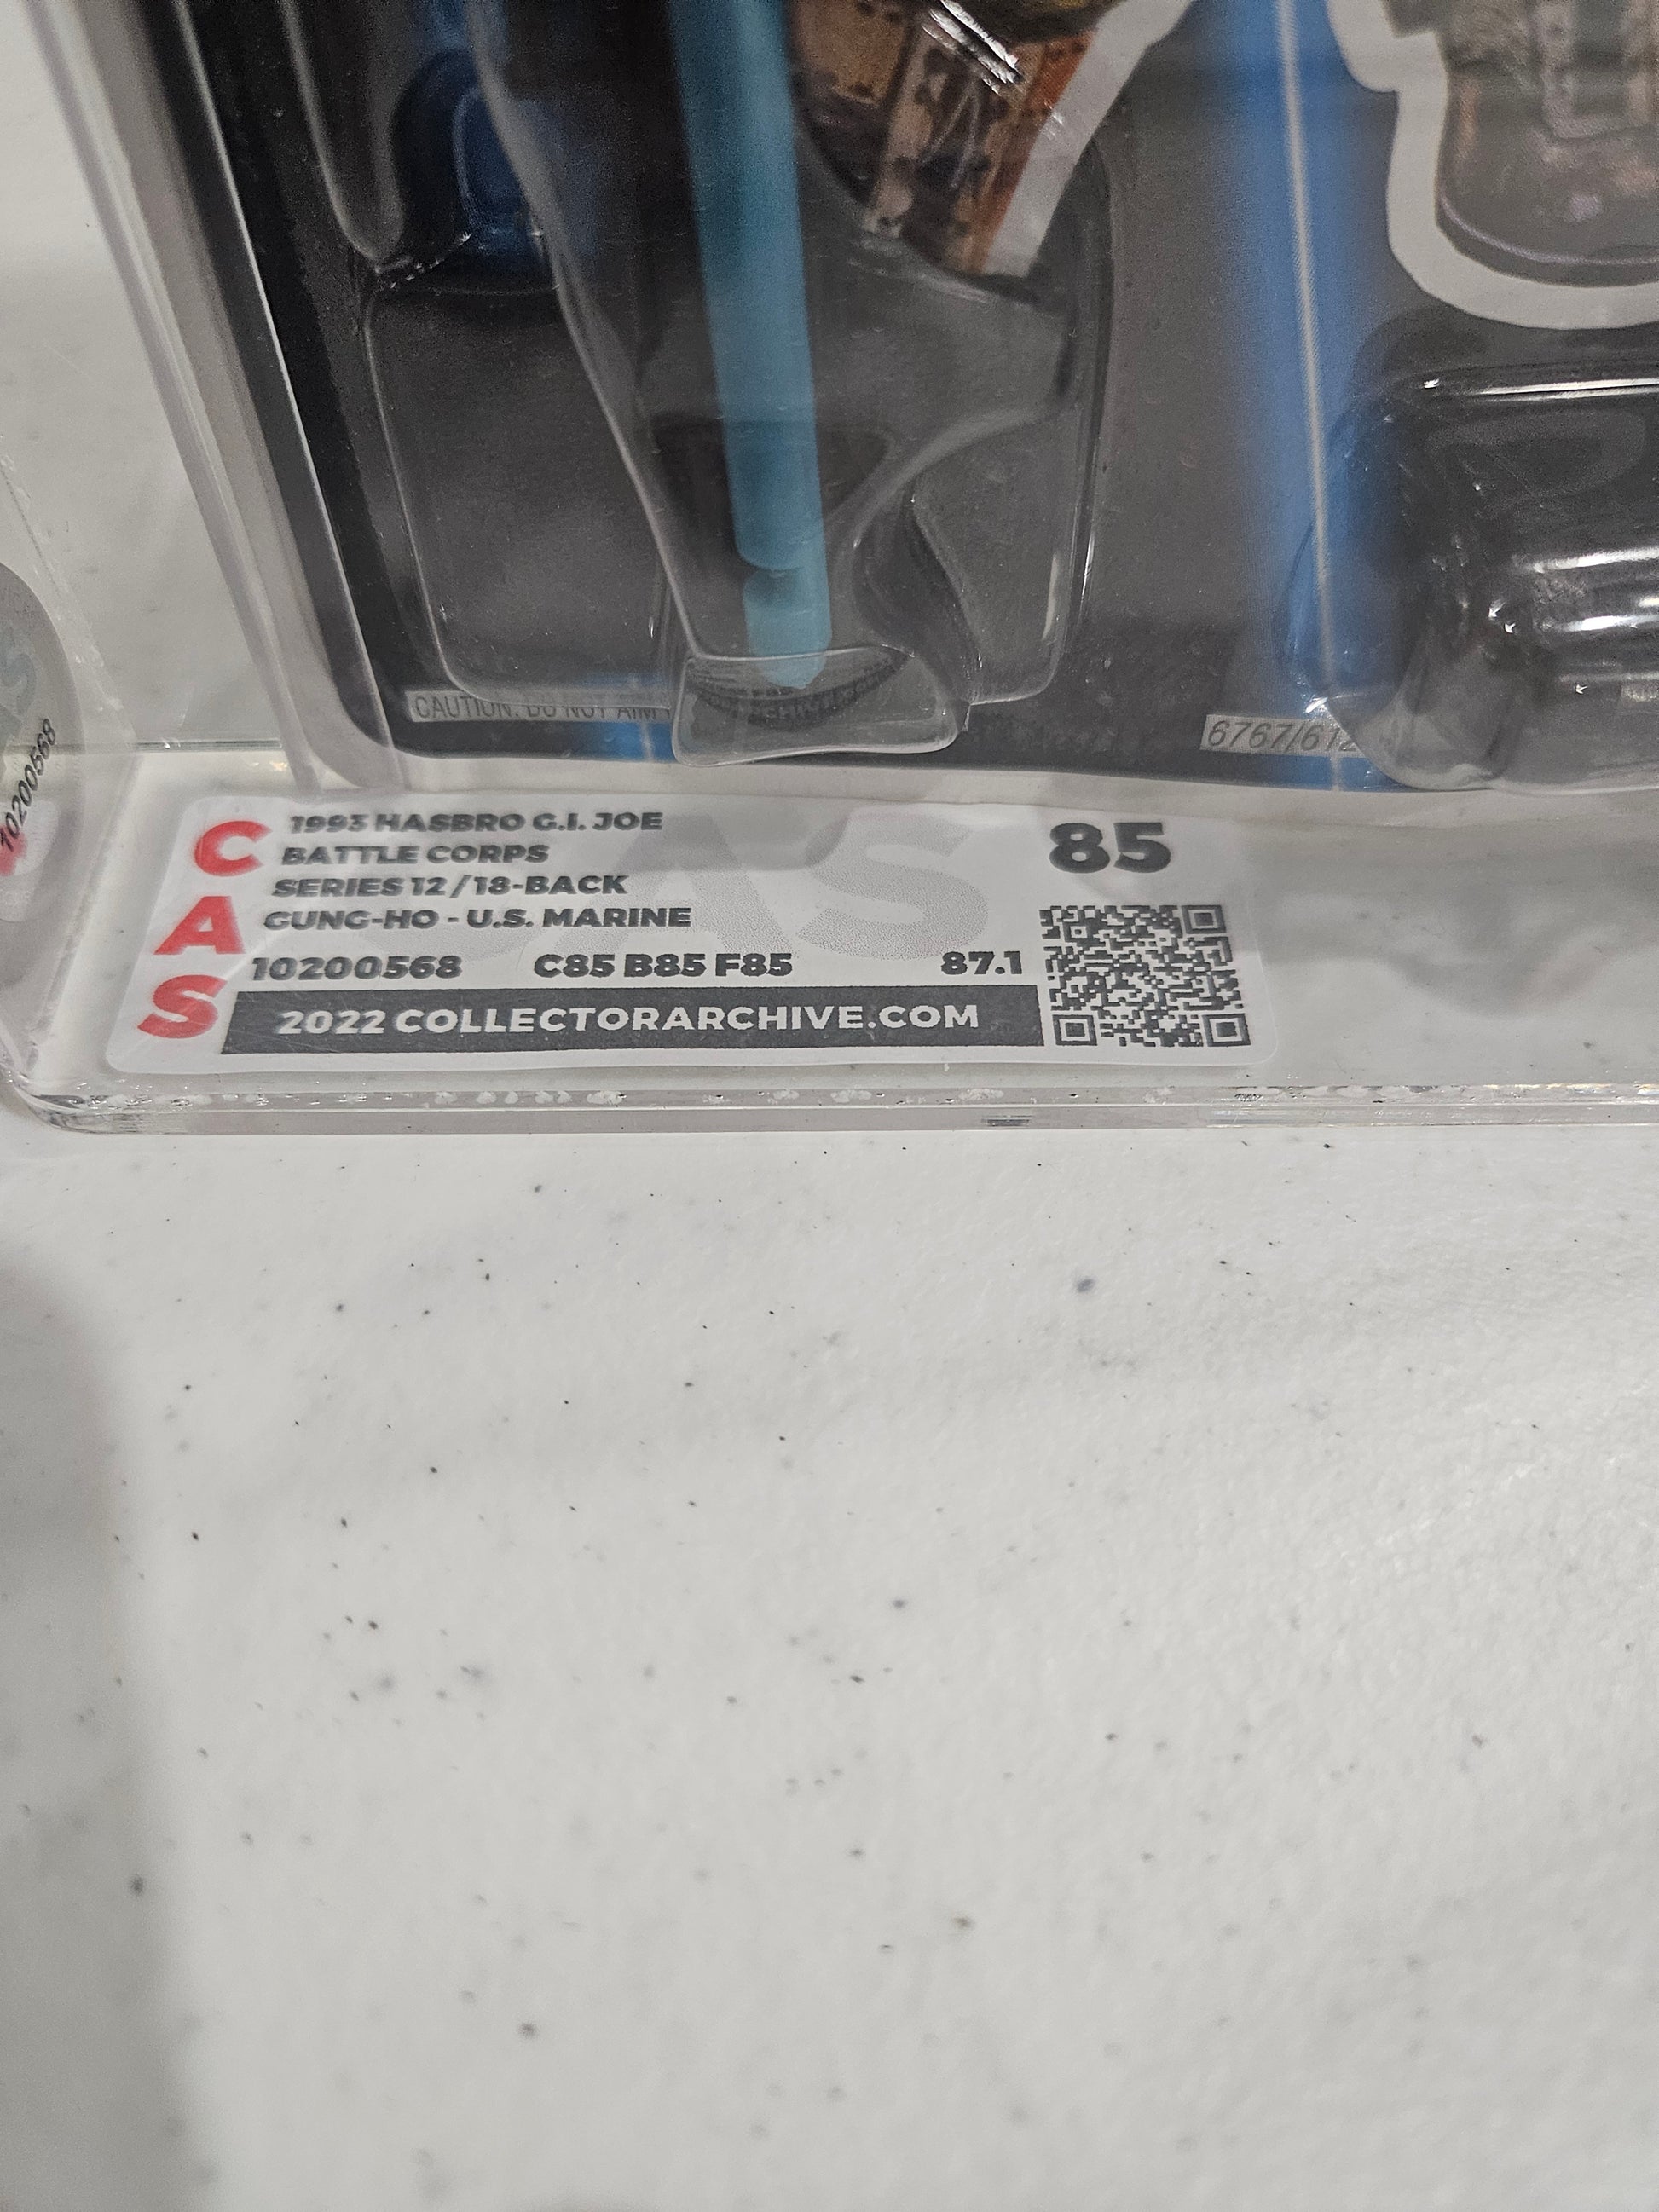 CAUTION: DO NOT AIM
6767/612
10200568
CAS
1993 HASBRO G.I. JOE
BATTLE CORPS
SERIES 12 / 18-BACK
GUNG-HO - U.S. MARINE
85
10200568 C85 B85 F85 87.1
2022 COLLECTORARCHIVE.COM